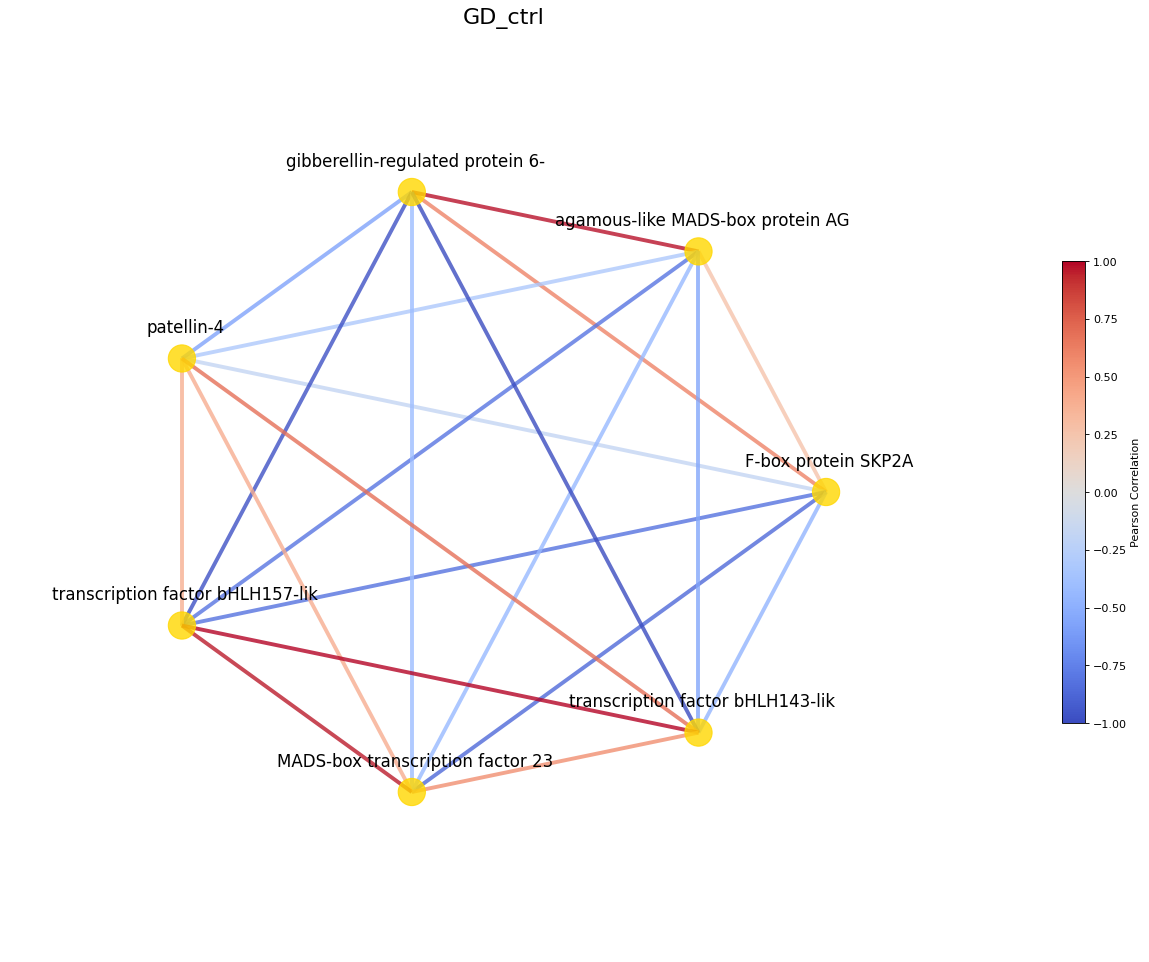 GD_ctrl
gibberellin-regulated protein 6-
agamous-like MADS-box protein AG
patellin-4
F-box protein SKP2A
transcription factor bHLH157-lik
transcription factor bHLH143-lik
MADS-box transcription factor 23
1.00
0.75
0.50
0.25
0.00
−0.25
−0.50
−0.75
−1.00
Pearson Correlation